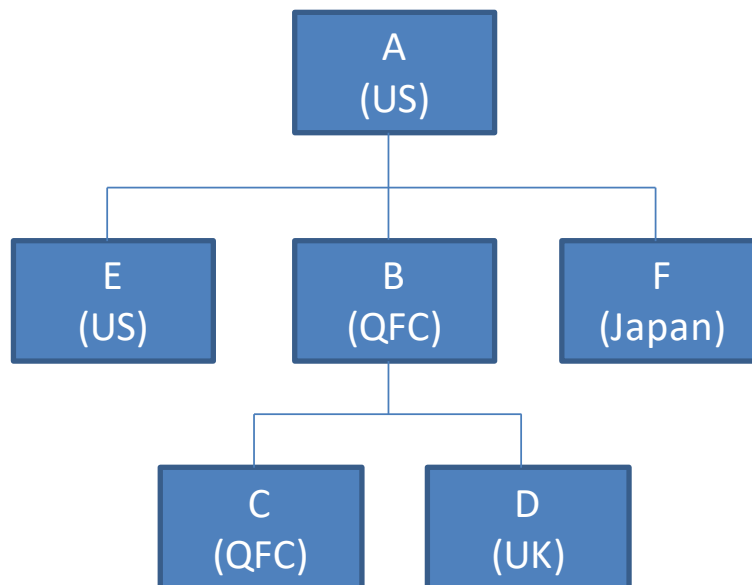 A
(US)
E
(US)
B
(QFC)
F
(Japan)
C
(QFC)
D
(UK)